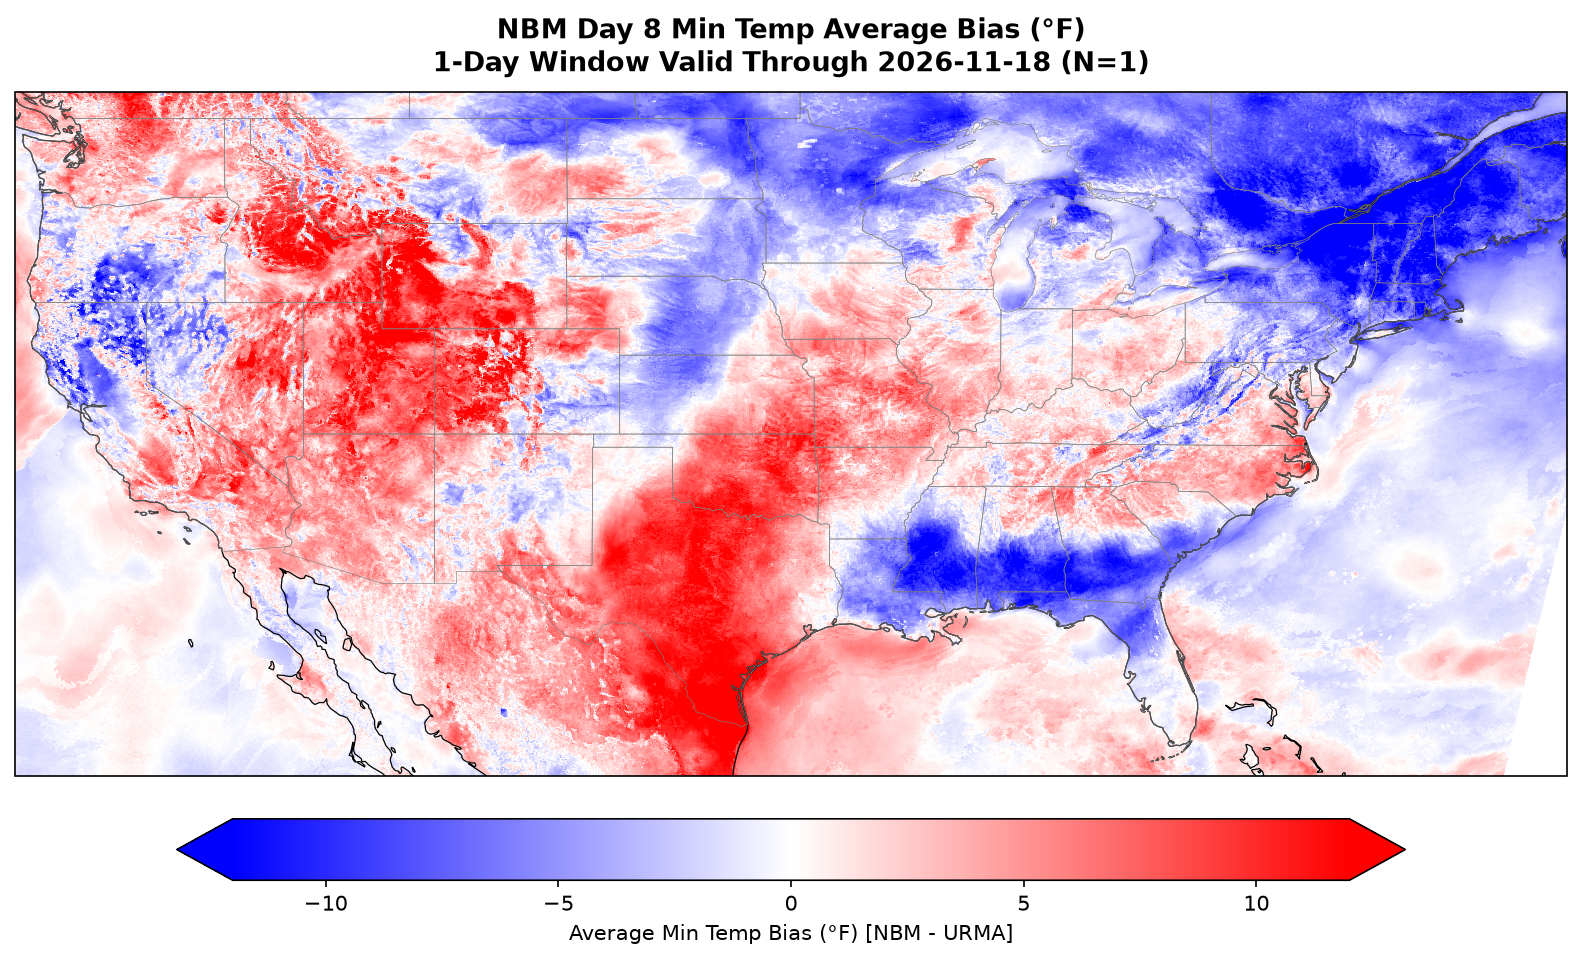 NBM Day 8 Min Temp Average Bias (°F)
1-Day Window Valid Through 2026-11-18 (N=1)
−10 −5 0 5 10
Average Min Temp Bias (°F) [NBM - URMA]